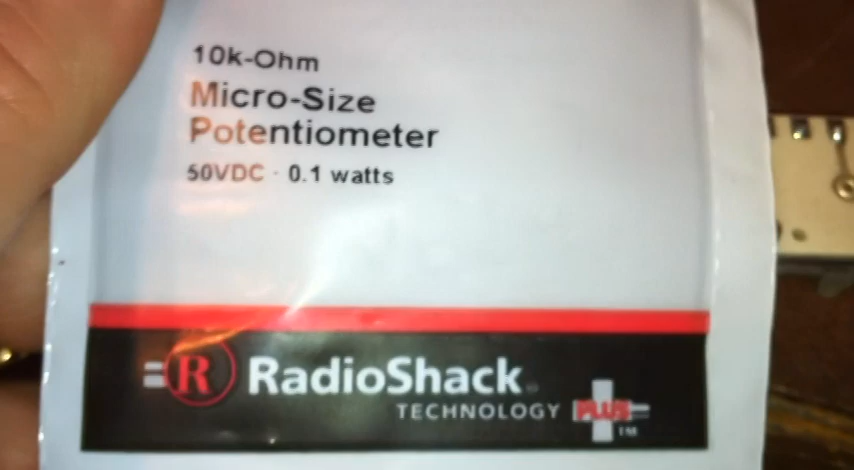 10k-Ohm
Micro-Size
Potentiometer
50VDC · 0.1 watts
R RadioShack
TECHNOLOGY PLUS
TM